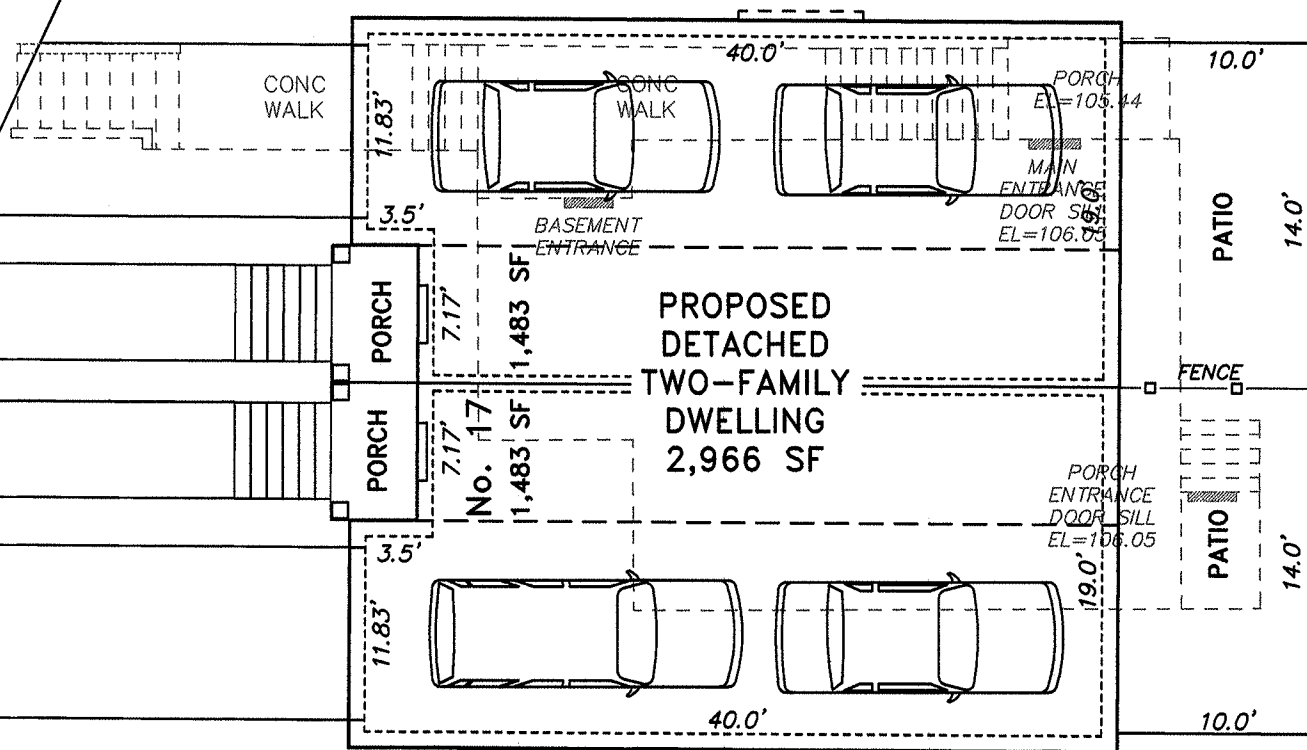 40.0'
10.0'
CONC
WALK
CONC
WALK
PORCH
EL=105.44
11.83'
MAIN
ENTRANCE
DOOR SILL
EL=106.05
19.0'
3.5'
BASEMENT
ENTRANCE
PATIO
14.0'
PORCH
7.17'
1,483 SF
PROPOSED
DETACHED
TWO-FAMILY
DWELLING
2,966 SF
FENCE
PORCH
7.17'
No. 17
1,483 SF
PORCH
ENTRANCE
DOOR SILL
EL=106.05
PATIO
14.0'
3.5'
19.0'
11.83'
40.0'
10.0'